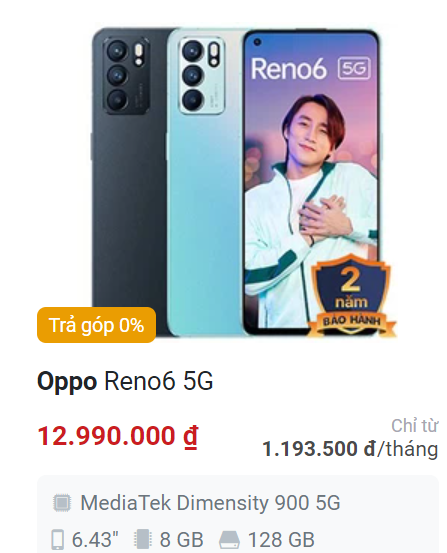 Reno6 5G
2
năm
BẢO HÀNH
Trả góp 0%
Oppo Reno6 5G
12.990.000 ₫
Chỉ từ
1.193.500 đ/tháng
MediaTek Dimensity 900 5G
6.43" 8 GB 128 GB